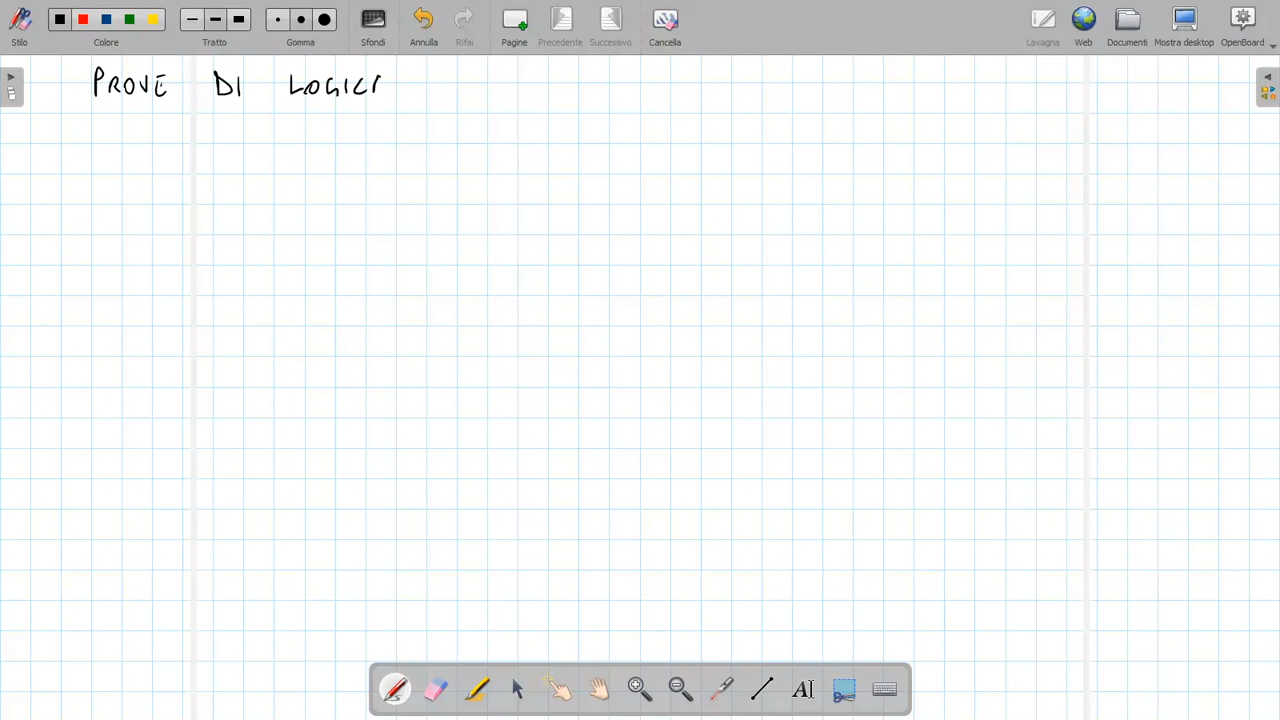 Stilo
Colore
Tratto
Gomma
Sfondi
Annulla
Rifai
Pagine
Precedente
Successivo
Cancella
Lavagna
Web
Documenti
Mostra desktop
OpenBoard
PROVE DI